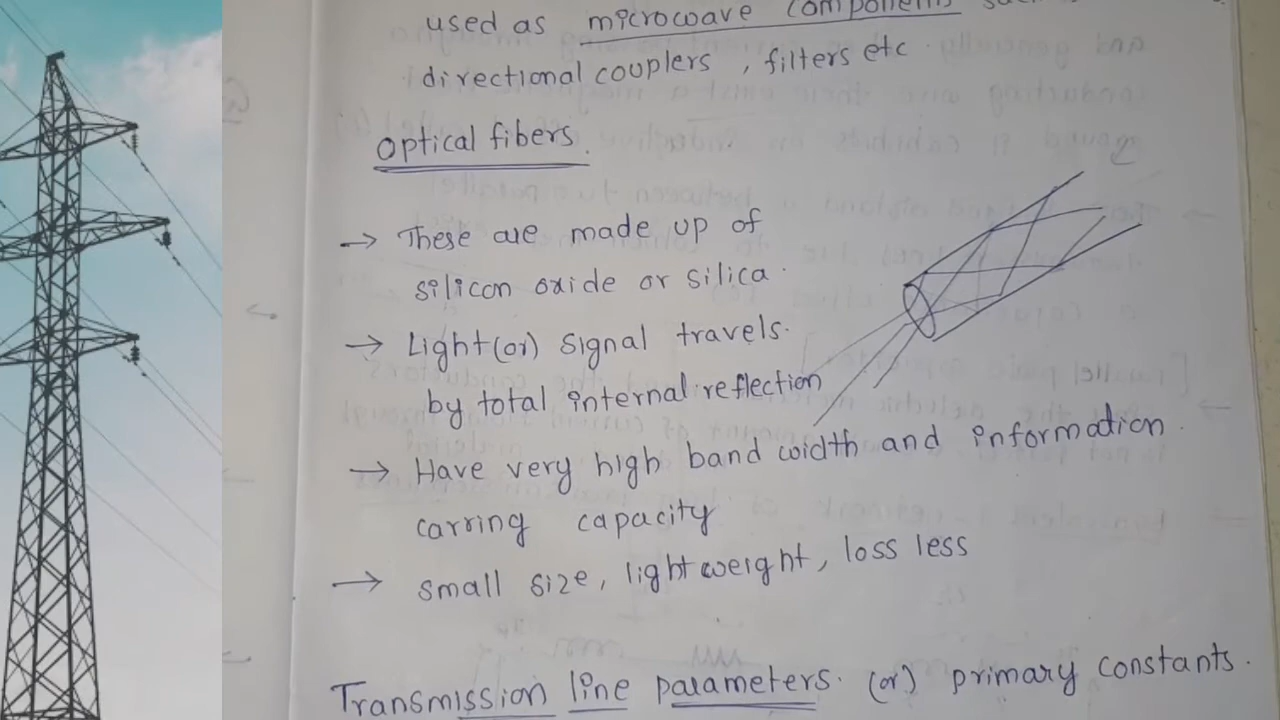 used as microwave components such
directional couplers, filters etc
Optical fibers.
→ These are made up of
silicon oxide or silica.
→ Light (or) signal travels.
by total internal reflection
→ Have very high band width and information
carring capacity
→ small size, light weight, loss less
Transmission line parameters. (or) primary constants.